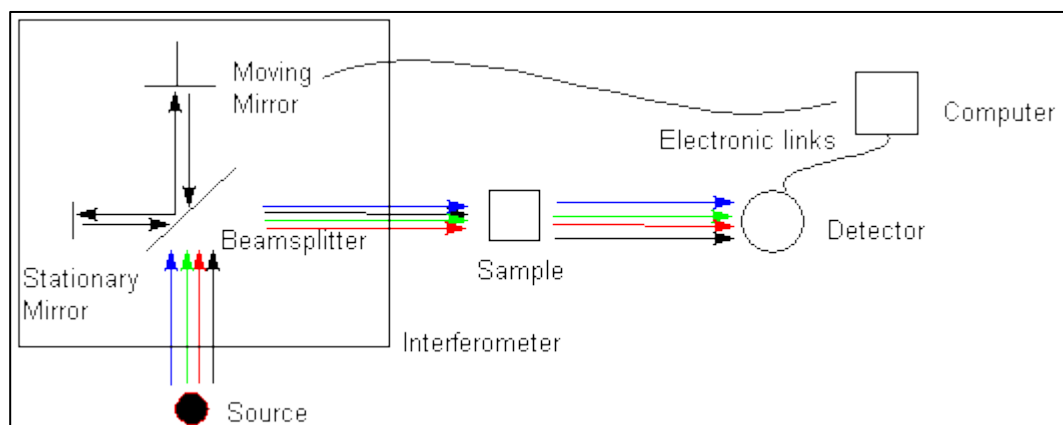 Moving
Mirror
Computer
Electronic links
Beamsplitter
Detector
Sample
Stationary
Mirror
Interferometer
Source